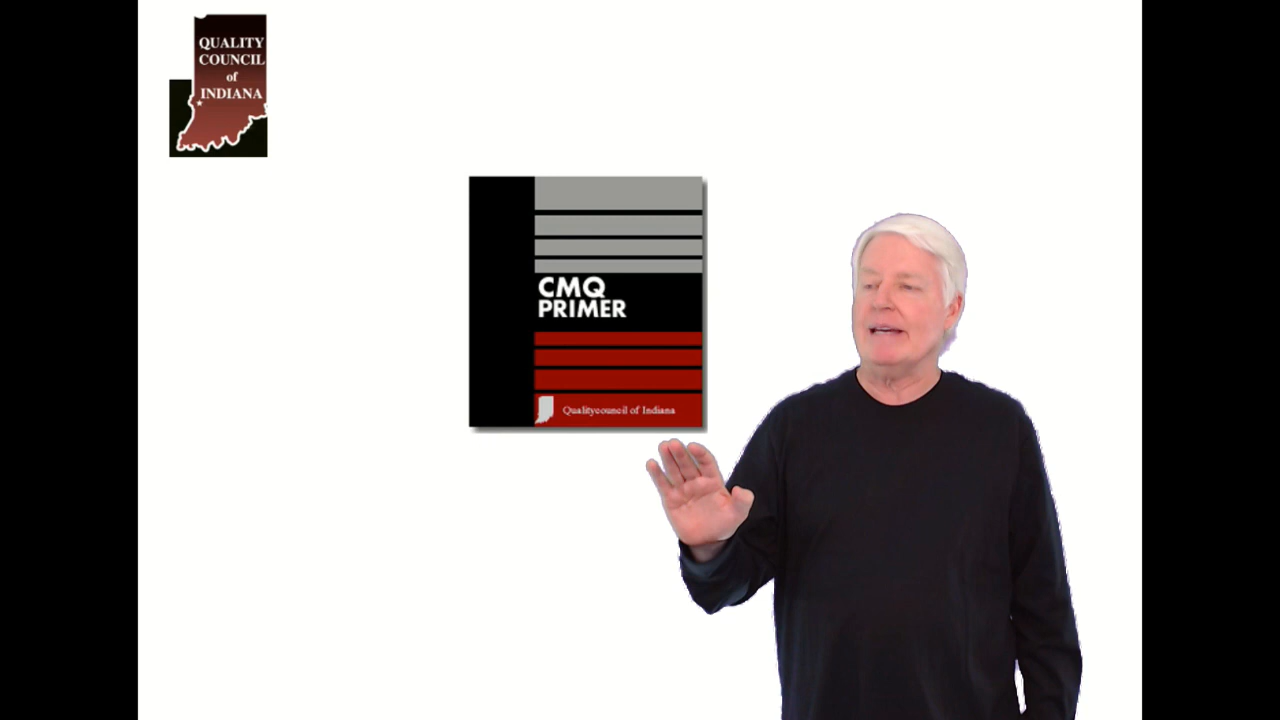 QUALITY
COUNCIL
of
INDIANA
CMQ
PRIMER
Qualitycouncil of Indiana